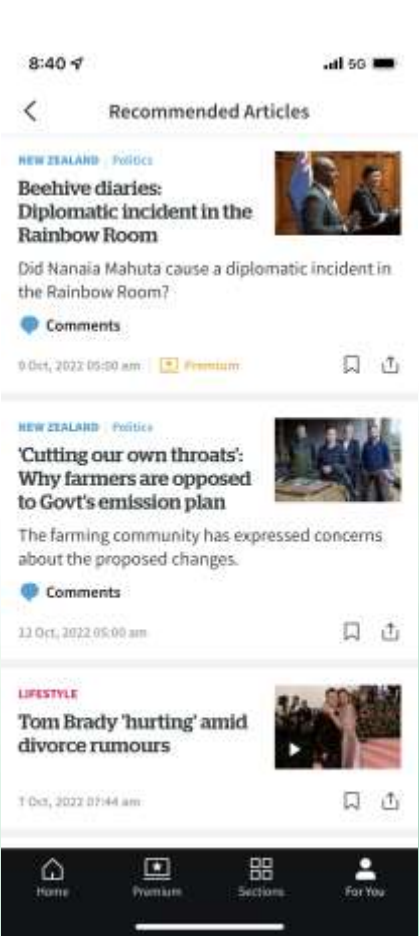 8:40
5G
Recommended Articles
NEW ZEALAND | Politics
Beehive diaries:
Diplomatic incident in the
Rainbow Room
Did Nanaia Mahuta cause a diplomatic incident in
the Rainbow Room?
Comments
9 Oct, 2022 05:00 am | Premium
NEW ZEALAND | Politics
'Cutting our own throats':
Why farmers are opposed
to Govt's emission plan
The farming community has expressed concerns
about the proposed changes.
Comments
12 Oct, 2022 05:00 am
LIFESTYLE
Tom Brady 'hurting' amid
divorce rumours
7 Oct, 2022 07:44 am
Home
Premium
Sections
For You